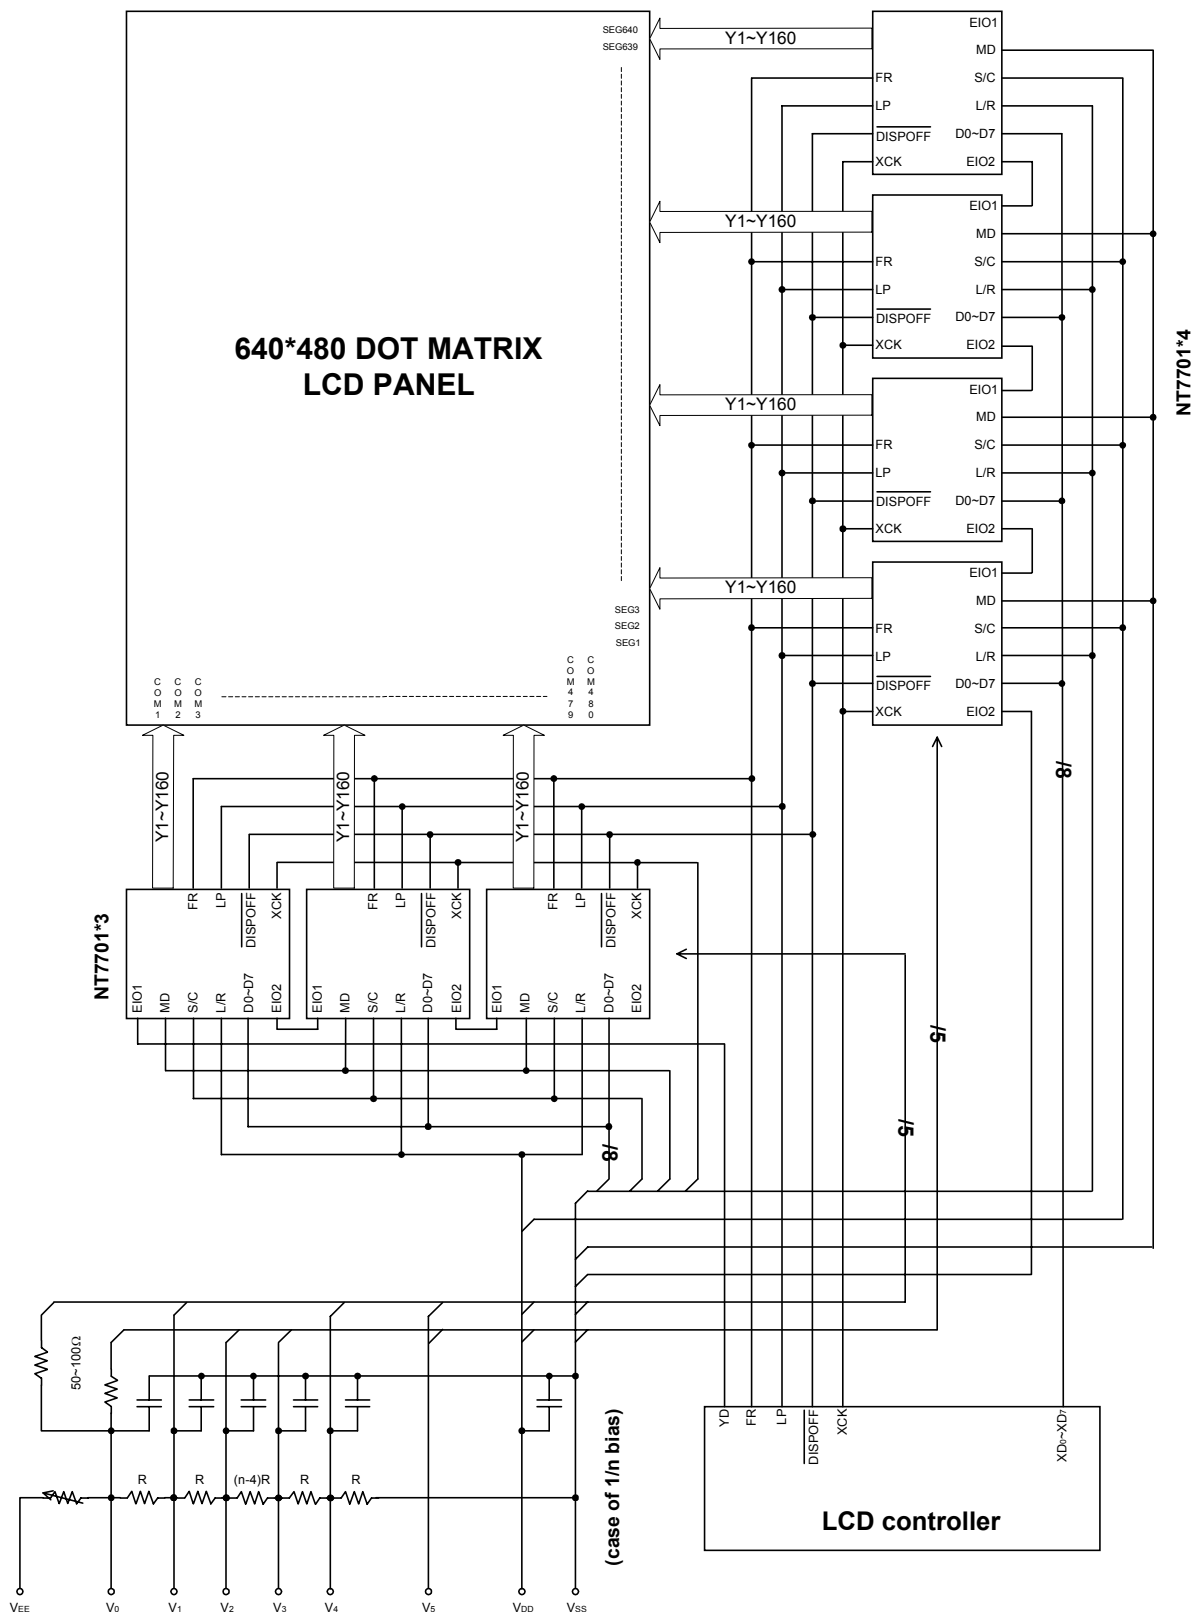 SEG640
SEG639
640*480 DOT MATRIX
LCD PANEL
SEG3
SEG2
SEG1
COM1
COM2
COM3
COM479
COM480
Y1~Y160
EIO1
MD
FR
S/C
LP
L/R
DISPOFF
D0~D7
XCK
EIO2
Y1~Y160
EIO1
MD
FR
S/C
LP
L/R
DISPOFF
D0~D7
XCK
EIO2
Y1~Y160
EIO1
MD
FR
S/C
LP
L/R
DISPOFF
D0~D7
XCK
EIO2
Y1~Y160
EIO1
MD
FR
S/C
LP
L/R
DISPOFF
D0~D7
XCK
EIO2
NT7701*4
/8
Y1~Y160
Y1~Y160
Y1~Y160
NT7701*3
FR
LP
DISPOFF
XCK
EIO1
MD
S/C
L/R
D0~D7
EIO2
FR
LP
DISPOFF
XCK
EIO1
MD
S/C
L/R
D0~D7
EIO2
FR
LP
DISPOFF
XCK
EIO1
MD
S/C
L/R
D0~D7
EIO2
/5
/5
/8
50~100Ω
R
R
(n-4)R
R
R
(case of 1/n bias)
YD
FR
LP
DISPOFF
XCK
XD0~XD7
LCD controller
VEE
V0
V1
V2
V3
V4
V5
VDD
VSS